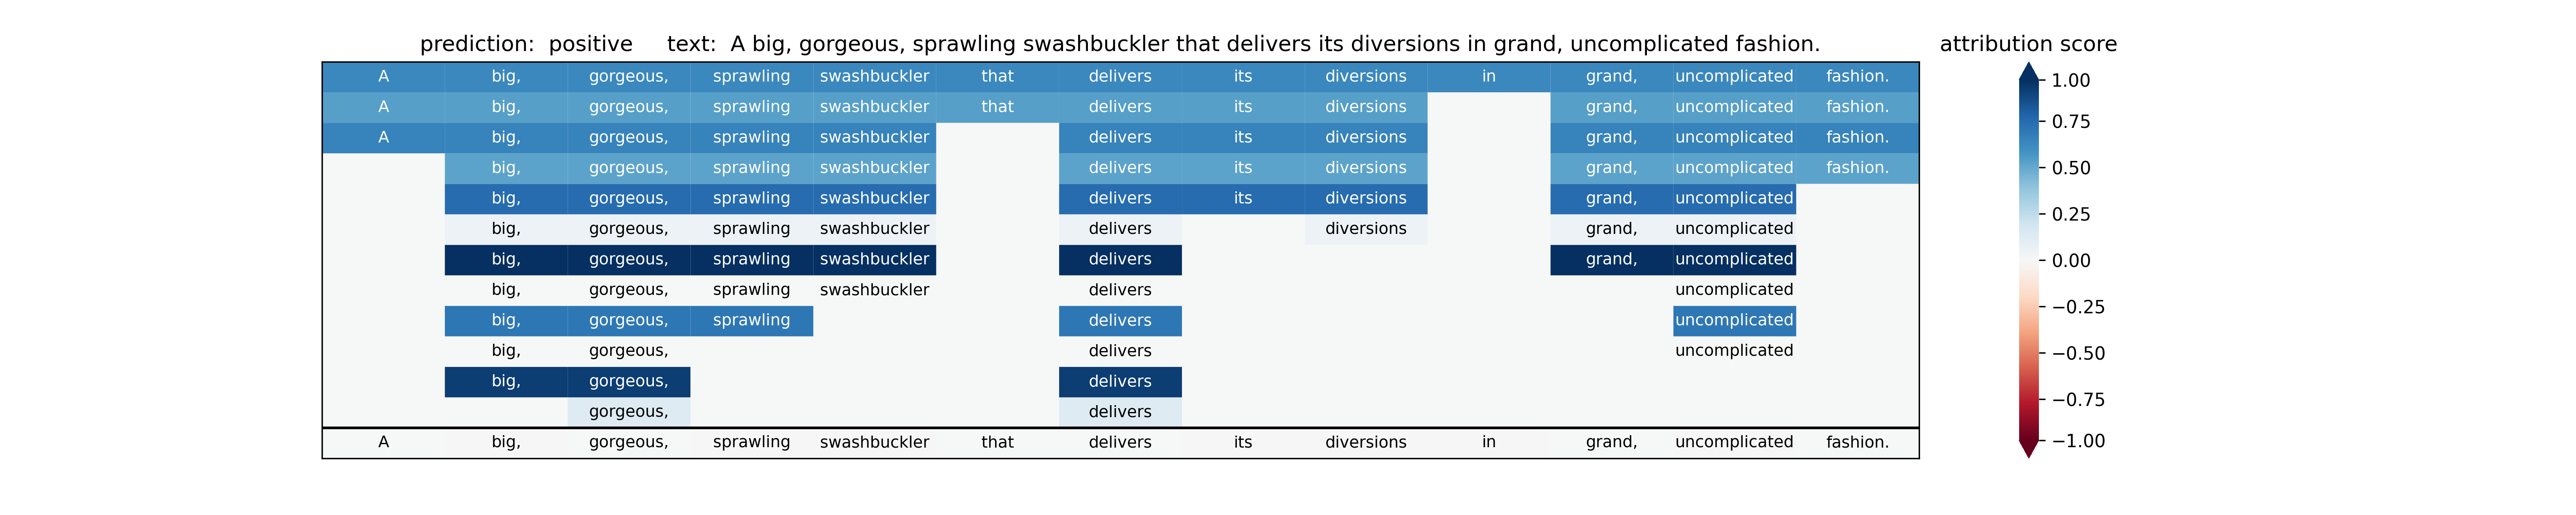 prediction: positive text: A big, gorgeous, sprawling swashbuckler that delivers its diversions in grand, uncomplicated fashion.
attribution score
A big, gorgeous, sprawling swashbuckler that delivers its diversions in grand, uncomplicated fashion.
A big, gorgeous, sprawling swashbuckler that delivers its diversions grand, uncomplicated fashion.
A big, gorgeous, sprawling swashbuckler delivers its diversions grand, uncomplicated fashion.
big, gorgeous, sprawling swashbuckler delivers its diversions grand, uncomplicated fashion.
big, gorgeous, sprawling swashbuckler delivers its diversions grand, uncomplicated
big, gorgeous, sprawling swashbuckler delivers diversions grand, uncomplicated
big, gorgeous, sprawling swashbuckler delivers grand, uncomplicated
big, gorgeous, sprawling swashbuckler delivers uncomplicated
big, gorgeous, sprawling delivers uncomplicated
big, gorgeous, delivers uncomplicated
big, gorgeous, delivers
gorgeous, delivers
A big, gorgeous, sprawling swashbuckler that delivers its diversions in grand, uncomplicated fashion.
1.00
0.75
0.50
0.25
0.00
−0.25
−0.50
−0.75
−1.00